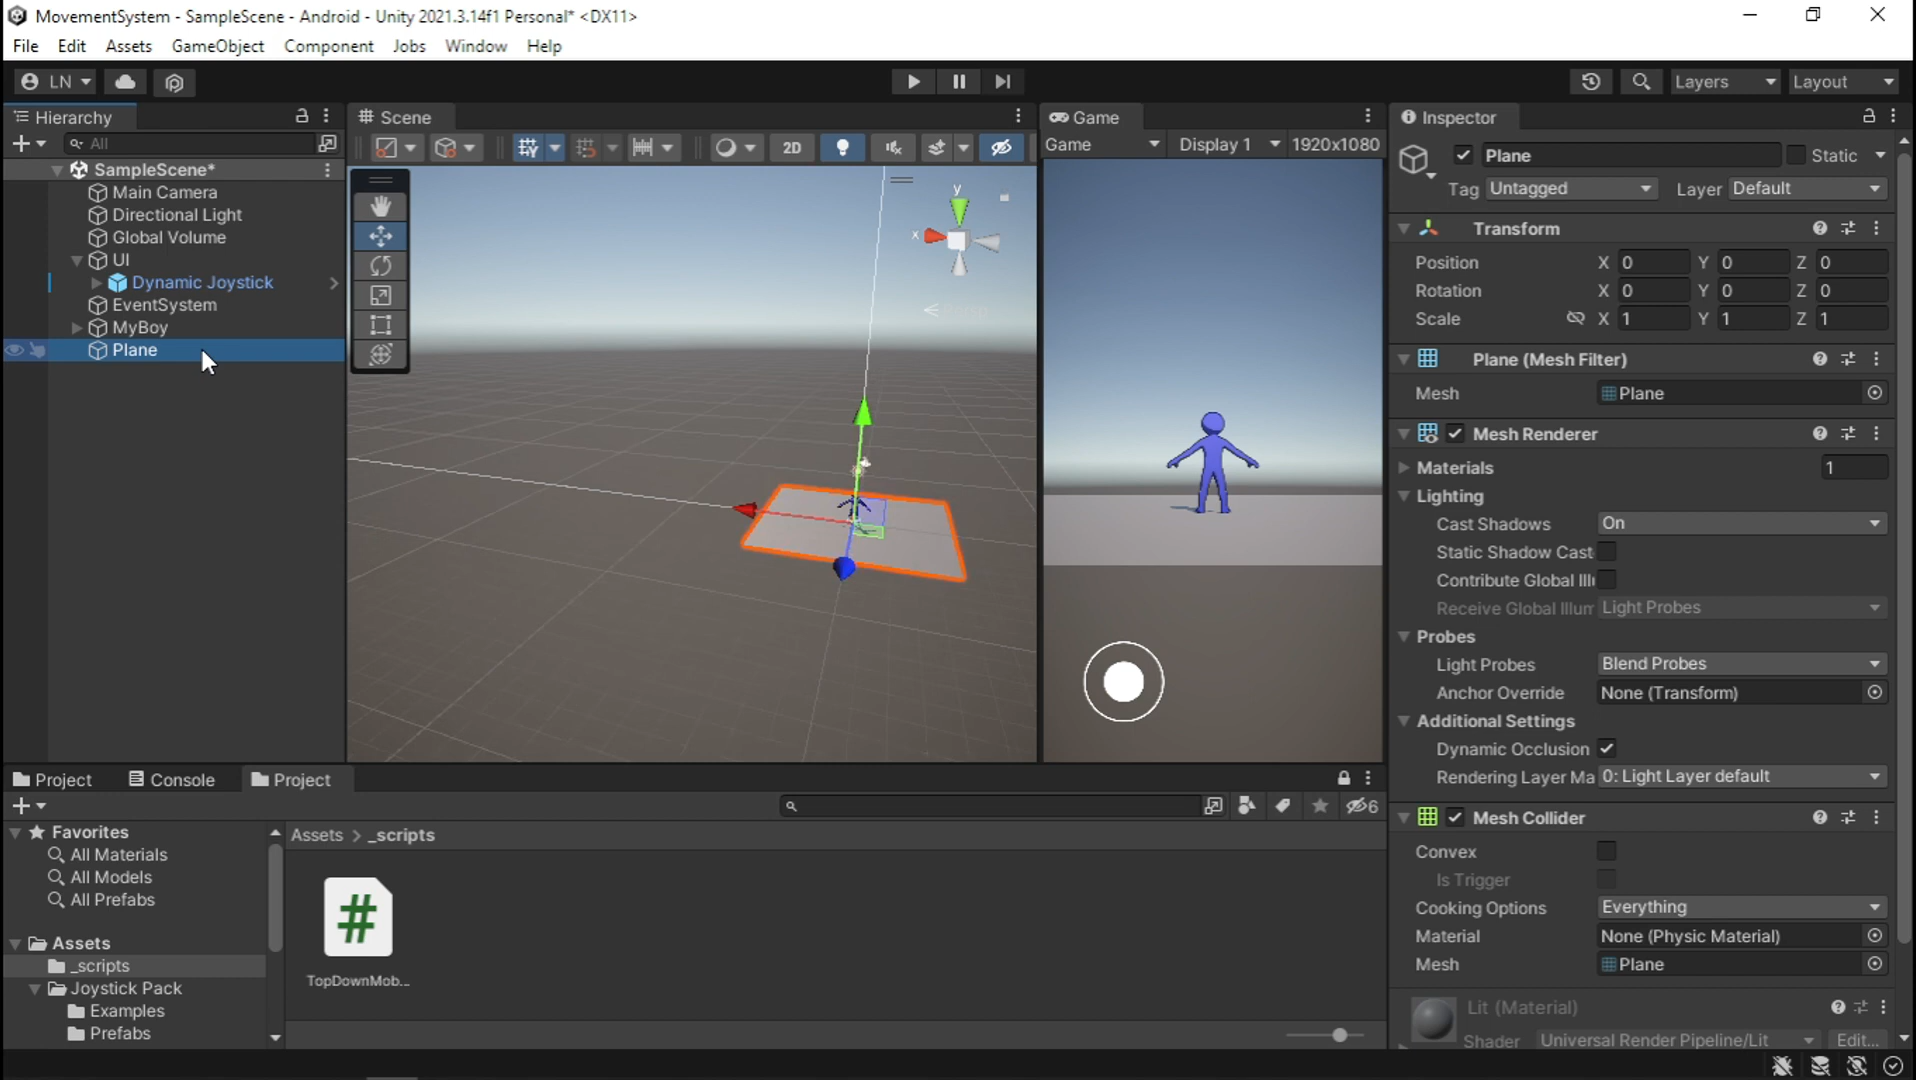 MovementSystem - SampleScene - Android - Unity 2021.3.14f1 Personal* <DX11>
File Edit Assets GameObject Component Jobs Window Help
LN
Layers Layout
Hierarchy
Scene
Game
Inspector
All
2D
Game Display 1 1920x1080
Plane Static
Tag Untagged Layer Default
SampleScene*
Main Camera
Directional Light
Global Volume
UI
Dynamic Joystick
EventSystem
MyBoy
Plane
y
x
Transform
Position X 0 Y 0 Z 0
Rotation X 0 Y 0 Z 0
Scale X 1 Y 1 Z 1
Plane (Mesh Filter)
Mesh Plane
Mesh Renderer
Materials 1
Lighting
Cast Shadows On
Static Shadow Cast
Contribute Global Illu
Receive Global Illum Light Probes
Probes
Light Probes Blend Probes
Anchor Override None (Transform)
Additional Settings
Dynamic Occlusion
Rendering Layer Ma 0: Light Layer default
Mesh Collider
Convex
Is Trigger
Cooking Options Everything
Material None (Physic Material)
Mesh Plane
Lit (Material)
Shader Universal Render Pipeline/Lit Edit...
Project Console Project
6
Favorites
All Materials
All Models
All Prefabs
Assets
_scripts
Joystick Pack
Examples
Prefabs
Assets > _scripts
#
TopDownMob...